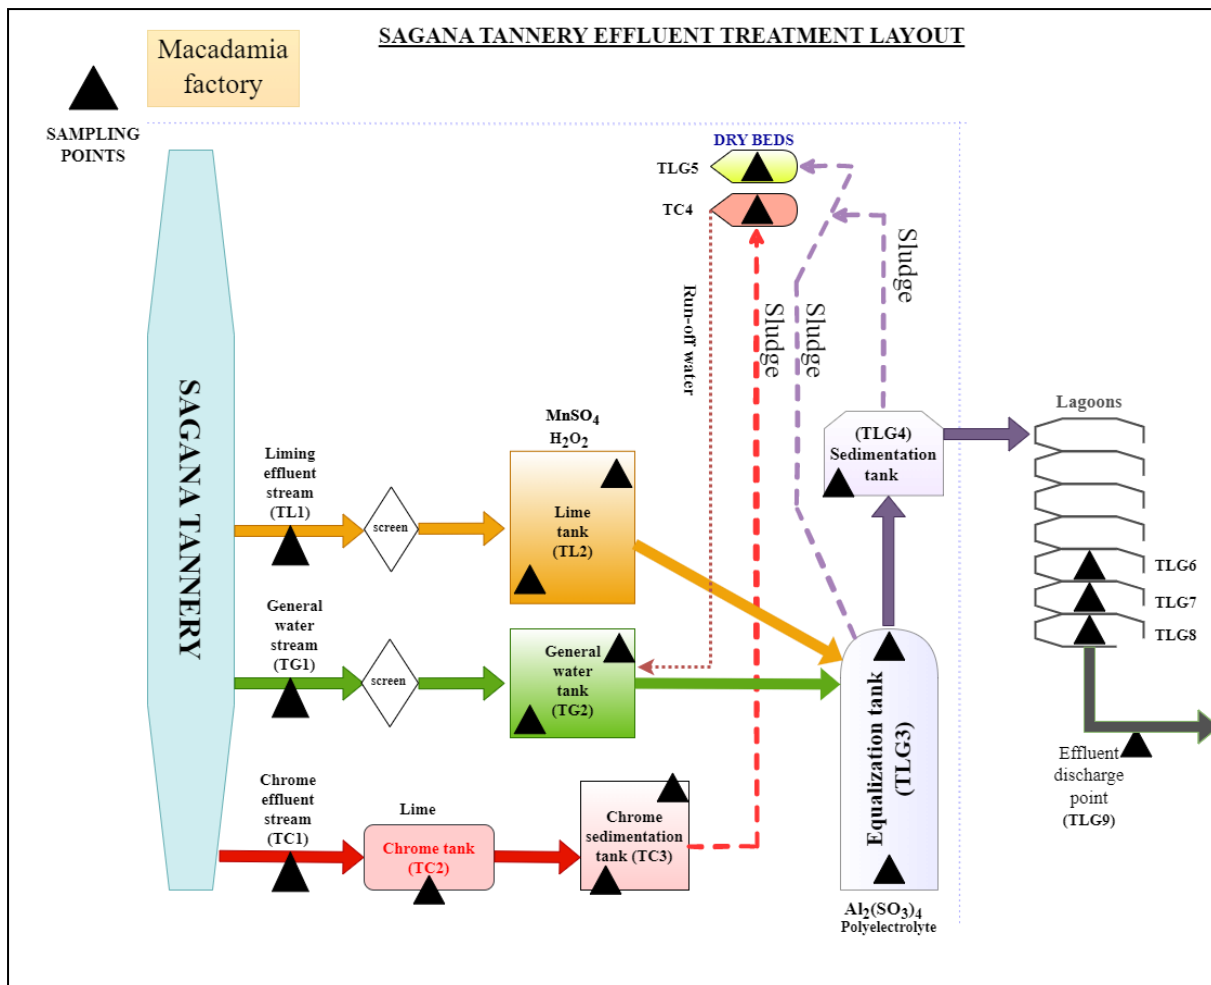 SAGANA TANNERY EFFLUENT TREATMENT LAYOUT
Macadamia
factory
SAMPLING
POINTS
DRY BEDS
TLG5
TC4
Run-off water
Sludge
Sludge
Sludge
SAGANA TANNERY
Liming
effluent
stream
(TL1)
screen
MnSO₄
H₂O₂
Lime
tank
(TL2)
(TLG4)
Sedimentation
tank
Lagoons
TLG6
TLG7
TLG8
General
water
stream
(TG1)
screen
General
water
tank
(TG2)
Equalization tank
(TLG3)
Effluent
discharge
point
(TLG9)
Chrome
effluent
stream
(TC1)
Lime
Chrome tank
(TC2)
Chrome
sedimentation
tank (TC3)
Al₂(SO₃)₄
Polyelectrolyte